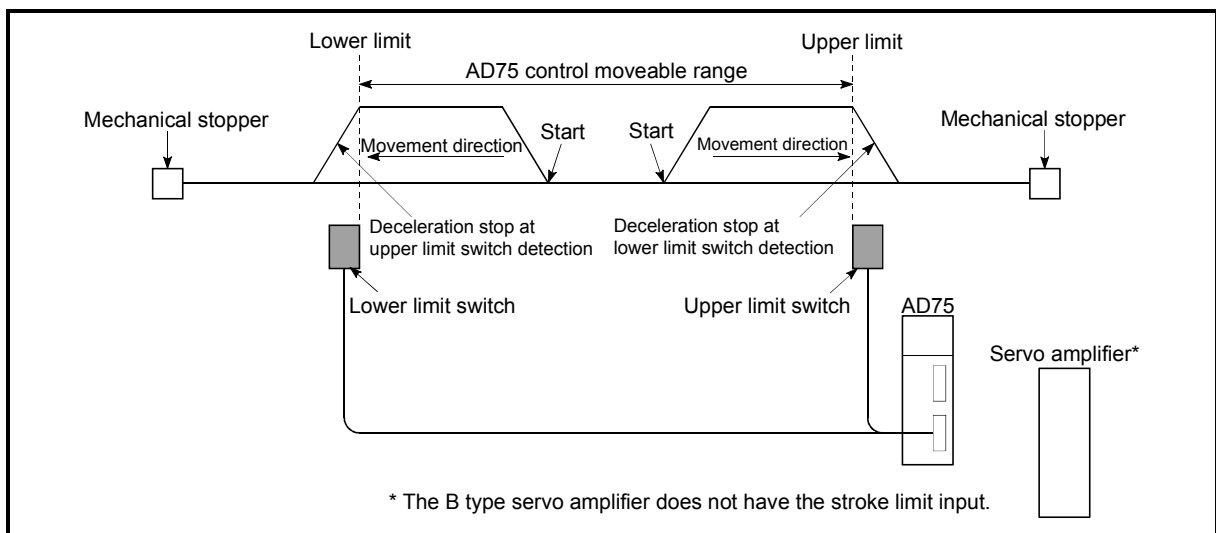 Lower limit
Upper limit
AD75 control moveable range
Mechanical stopper
Start
Start
Mechanical stopper
Movement direction
Movement direction
Deceleration stop at
upper limit switch detection
Deceleration stop at
lower limit switch detection
Lower limit switch
Upper limit switch
AD75
Servo amplifier*
* The B type servo amplifier does not have the stroke limit input.